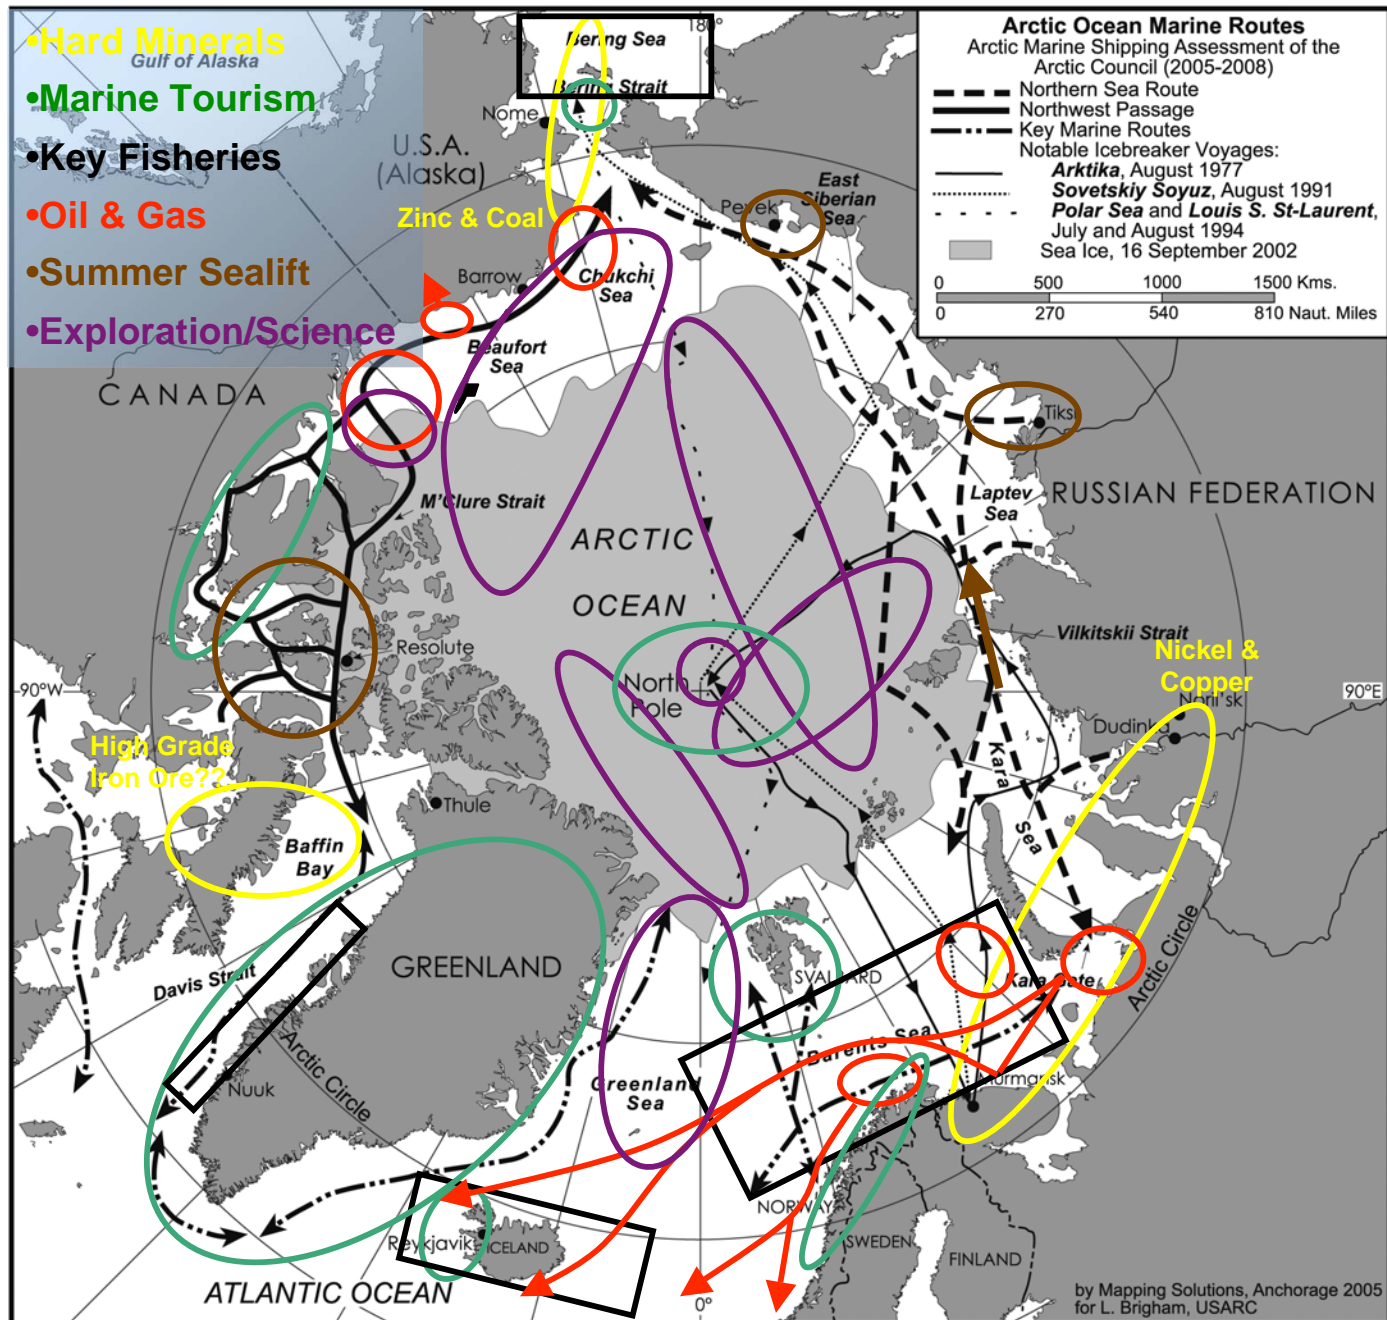 •Hard Minerals
Gulf of Alaska
•Marine Tourism
•Key Fisheries
•Oil & Gas
•Summer Sealift
•Exploration/Science
180°
Bering Sea
Bering Strait
Nome
U.S.A.
(Alaska)
Zinc & Coal
Arctic Ocean Marine Routes
Arctic Marine Shipping Assessment of the
Arctic Council (2005-2008)
Northern Sea Route
Northwest Passage
Key Marine Routes
Notable Icebreaker Voyages:
Arktika, August 1977
Sovetskiy Soyuz, August 1991
Polar Sea and Louis S. St-Laurent,
July and August 1994
Sea Ice, 16 September 2002
0 500 1000 1500 Kms.
0 270 540 810 Naut. Miles
East
Siberian
Sea
Pevek
Barrow
Chukchi
Sea
Beaufort
Sea
CANADA
Tiksi
Laptev
Sea
RUSSIAN FEDERATION
M'Clure Strait
ARCTIC
OCEAN
Vilkitskii Strait
Resolute
Nickel &
Copper
90°W
North
Pole
90°E
Noril'sk
Dudinka
High Grade
Iron Ore??
Kara
Sea
Thule
Baffin
Bay
Davis Strait
GREENLAND
SVALBARD
Kara Gate
Arctic Circle
Barents Sea
Arctic Circle
Nuuk
Greenland
Sea
Murmansk
NORWAY
Reykjavik
ICELAND
SWEDEN
FINLAND
ATLANTIC OCEAN
0°
by Mapping Solutions, Anchorage 2005
for L. Brigham, USARC